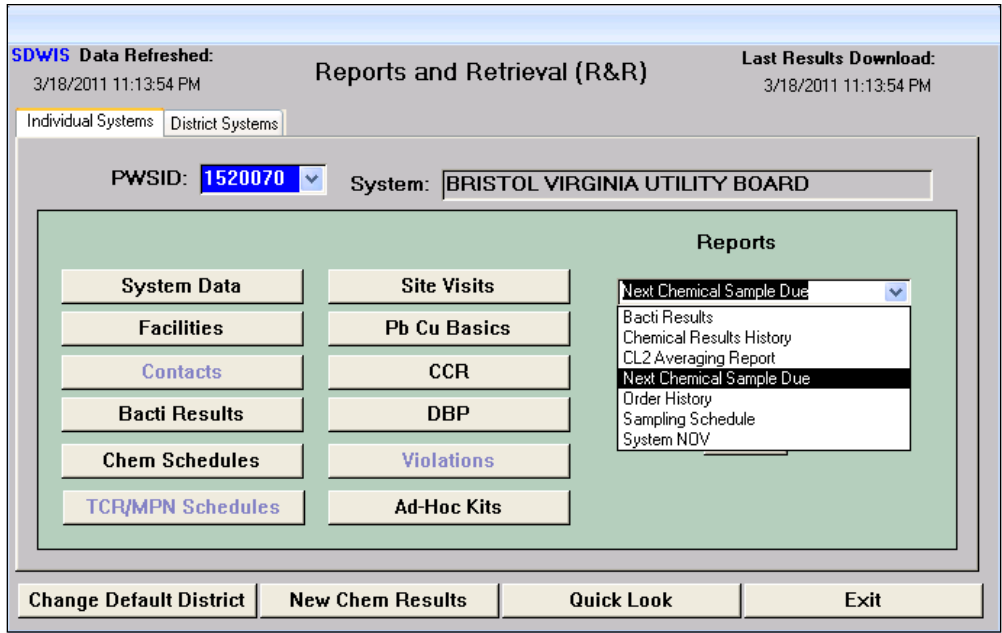 SDWIS Data Refreshed:
3/18/2011 11:13:54 PM
Reports and Retrieval (R&R)
Last Results Download:
3/18/2011 11:13:54 PM
Individual Systems
District Systems
PWSID: 1520070
System: BRISTOL VIRGINIA UTILITY BOARD
Reports
System Data
Site Visits
Next Chemical Sample Due
Facilities
Pb Cu Basics
Contacts
CCR
Bacti Results
DBP
Chem Schedules
Violations
TCR/MPN Schedules
Ad-Hoc Kits
Bacti Results
Chemical Results History
CL2 Averaging Report
Next Chemical Sample Due
Order History
Sampling Schedule
System NOV
Change Default District
New Chem Results
Quick Look
Exit